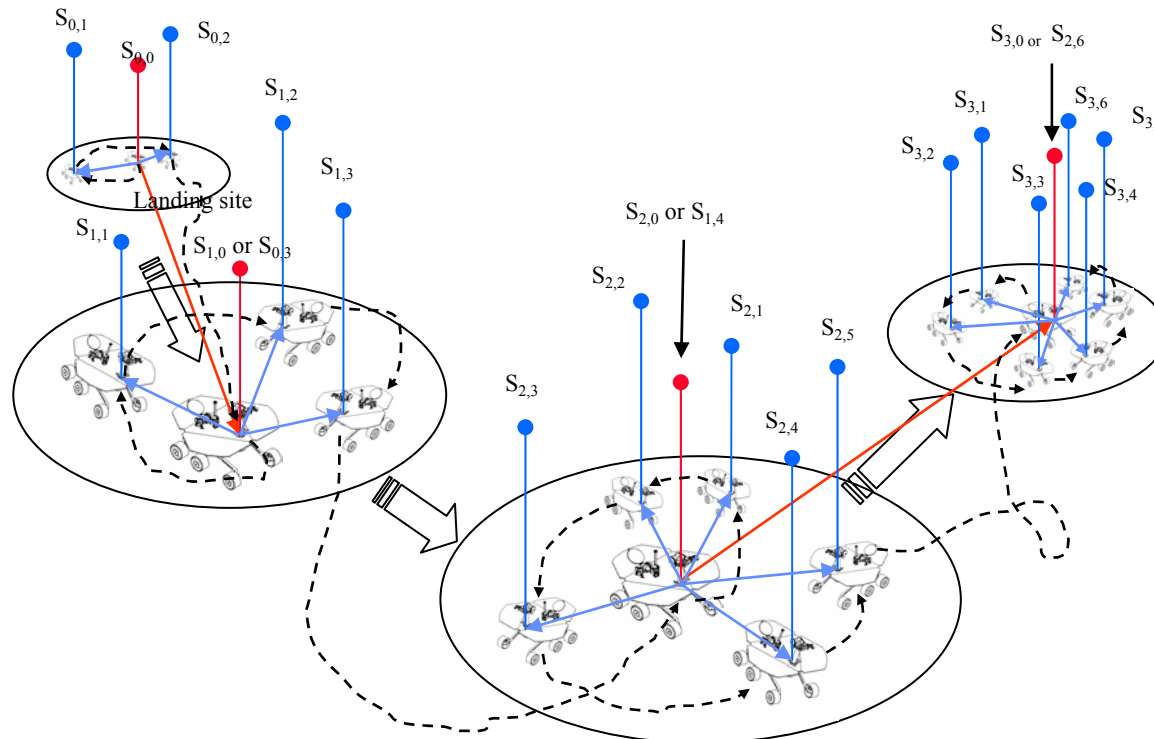 S0,1
S0,0
S0,2
Landing site
S1,1
S1,0 or S0,3
S1,2
S1,3
S2,0 or S1,4
S2,2
S2,1
S2,3
S2,4
S2,5
S3,0 or S2,6
S3,1
S3,6
S3
S3,2
S3,3
S3,4